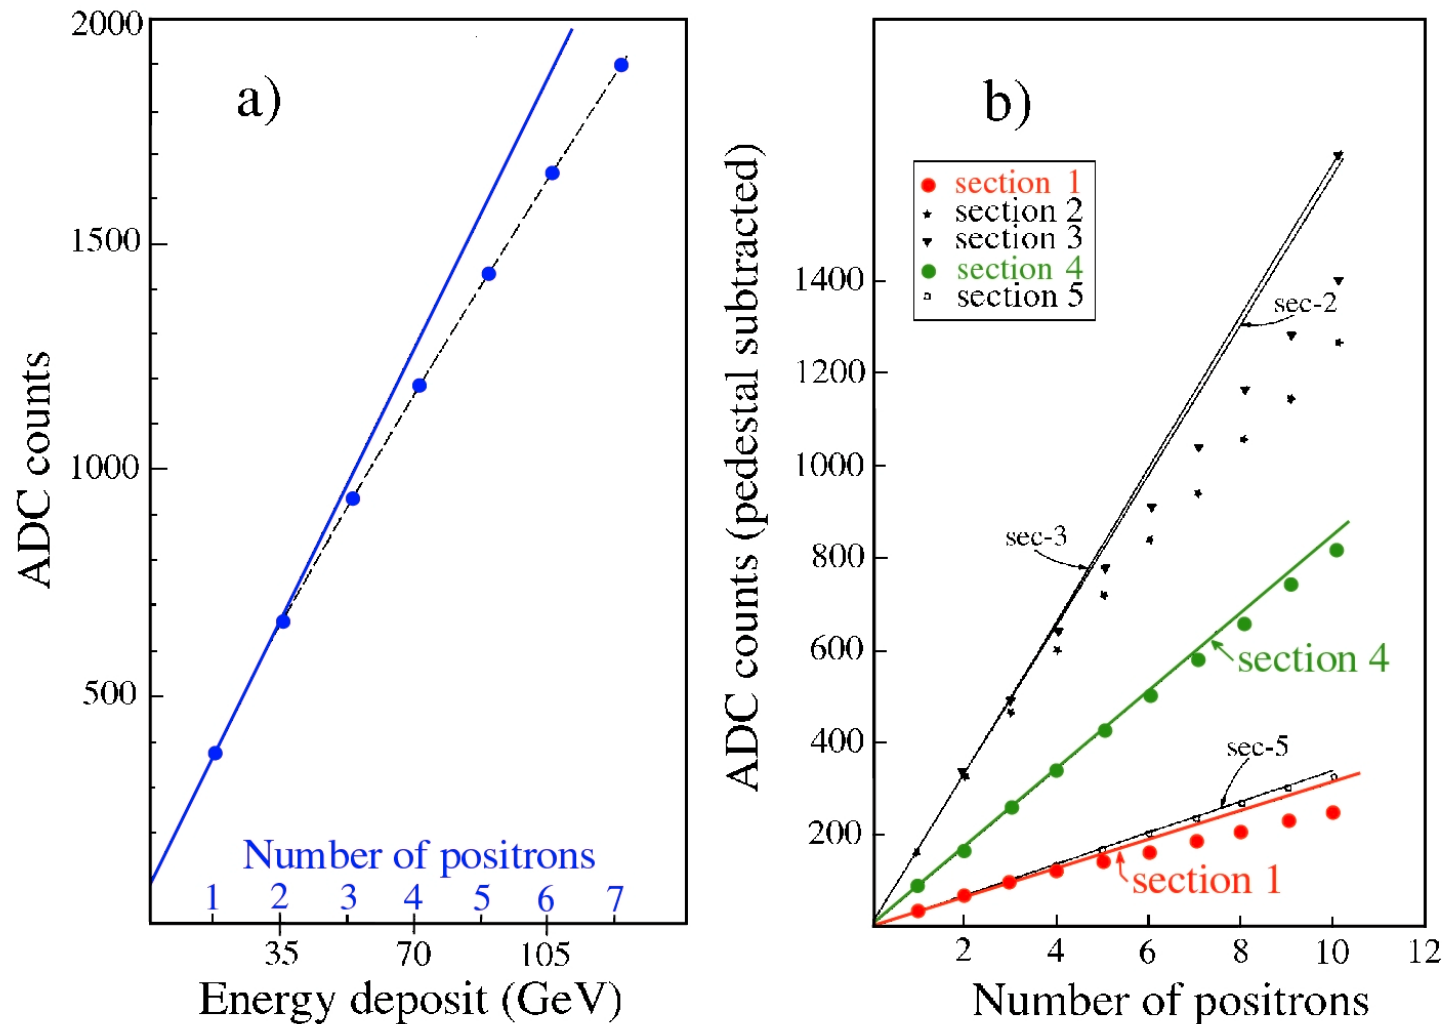 a)
2000
1500
1000
500
ADC counts
Number of positrons
1 2 3 4 5 6 7
35 70 105
Energy deposit (GeV)
b)
section 1
section 2
section 3
section 4
section 5
1400
1200
1000
800
600
400
200
ADC counts (pedestal subtracted)
sec-2
sec-3
section 4
sec-5
section 1
2 4 6 8 10 12
Number of positrons